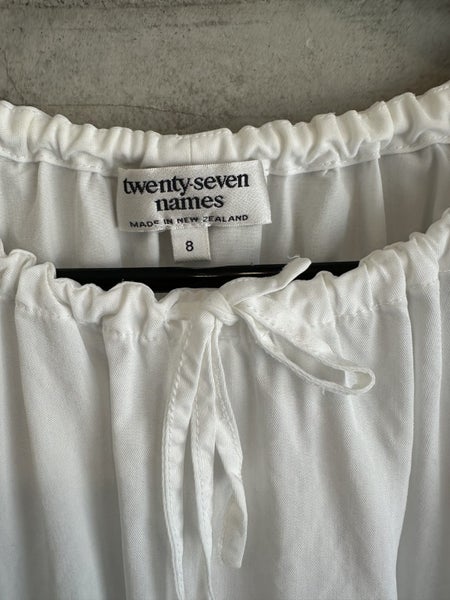 twenty-seven
names
MADE IN NEW ZEALAND
8